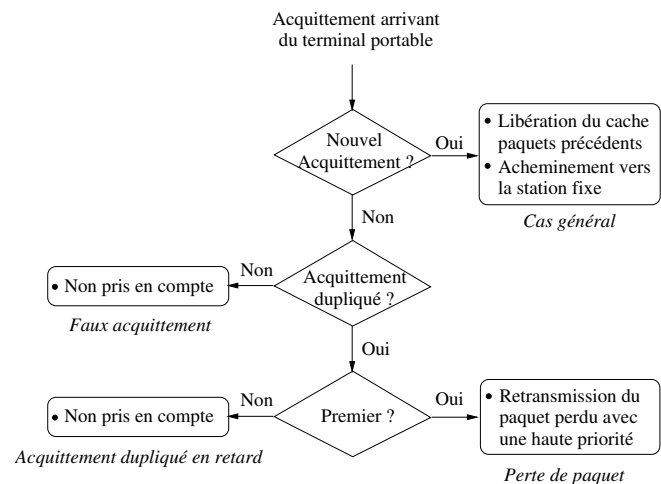 Acquittement arrivant
du terminal portable
Nouvel
Acquittement ?
Oui
• Libération du cache
paquets précédents
• Acheminement vers
la station fixe
Cas général
Non
Acquittement
dupliqué ?
Non
• Non pris en compte
Faux acquittement
Oui
Premier ?
Non
• Non pris en compte
Acquittement dupliqué en retard
Oui
• Retransmission du
paquet perdu avec
une haute priorité
Perte de paquet